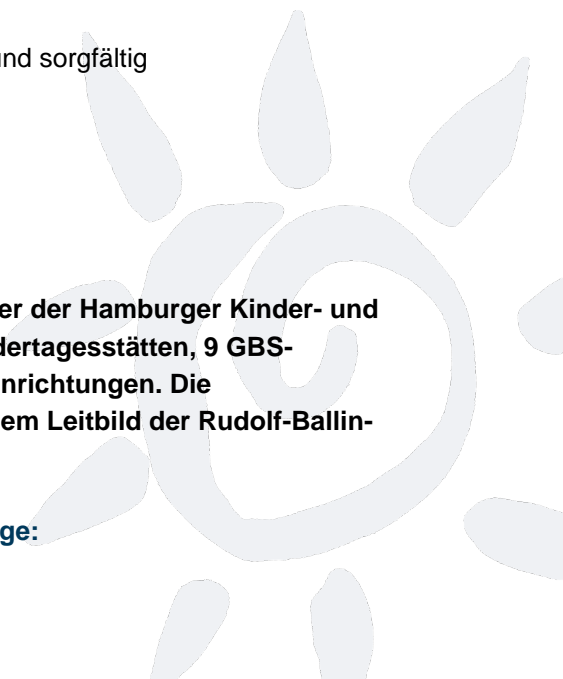 und sorgfältig
er der Hamburger Kinder- und
dertagesstätten, 9 GBS-
nrichtungen. Die
em Leitbild der Rudolf-Ballin-
ge: